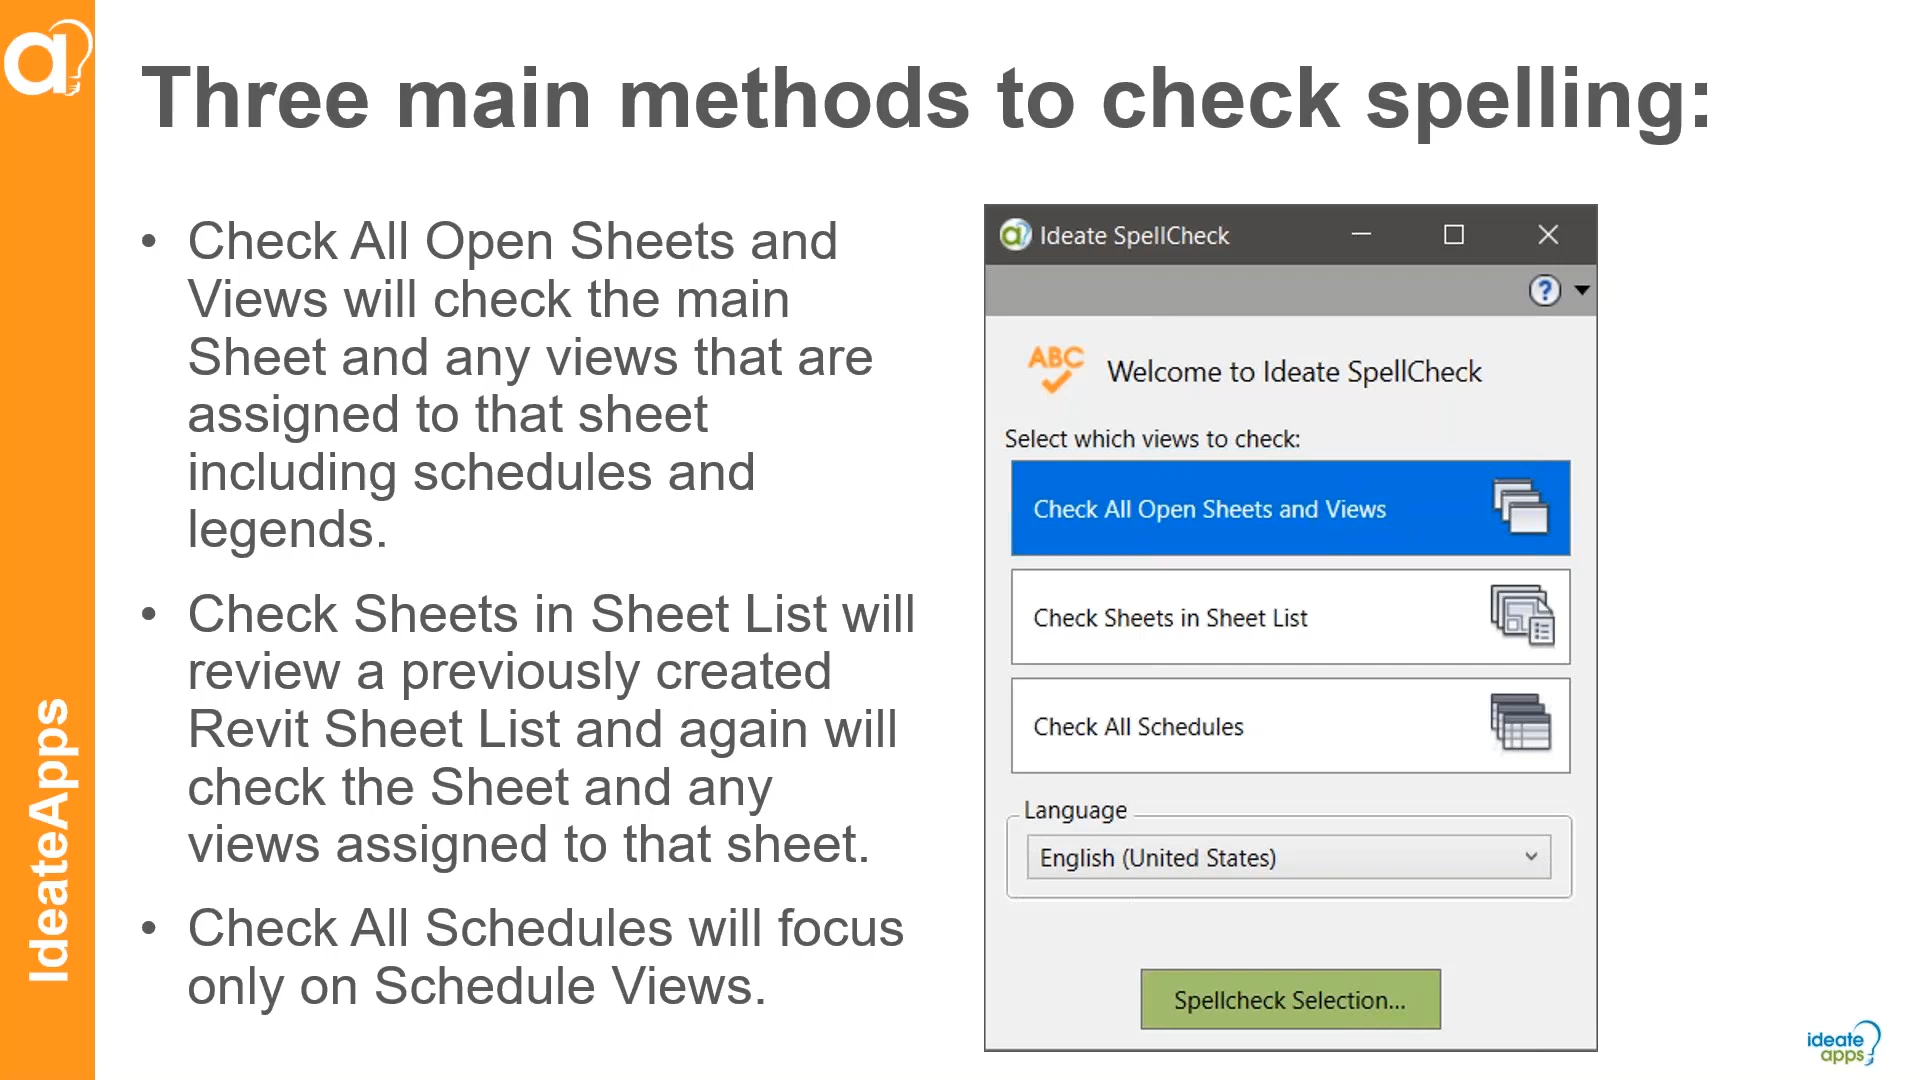 a
Three main methods to check spelling:
• Check All Open Sheets and
Views will check the main
Sheet and any views that are
assigned to that sheet
including schedules and
legends.
• Check Sheets in Sheet List will
review a previously created
Revit Sheet List and again will
check the Sheet and any
views assigned to that sheet.
• Check All Schedules will focus
only on Schedule Views.
IdeateApps
a Ideate SpellCheck
?
ABC
Welcome to Ideate SpellCheck
Select which views to check:
Check All Open Sheets and Views
Check Sheets in Sheet List
Check All Schedules
Language
English (United States)
Spellcheck Selection...
ideate
apps